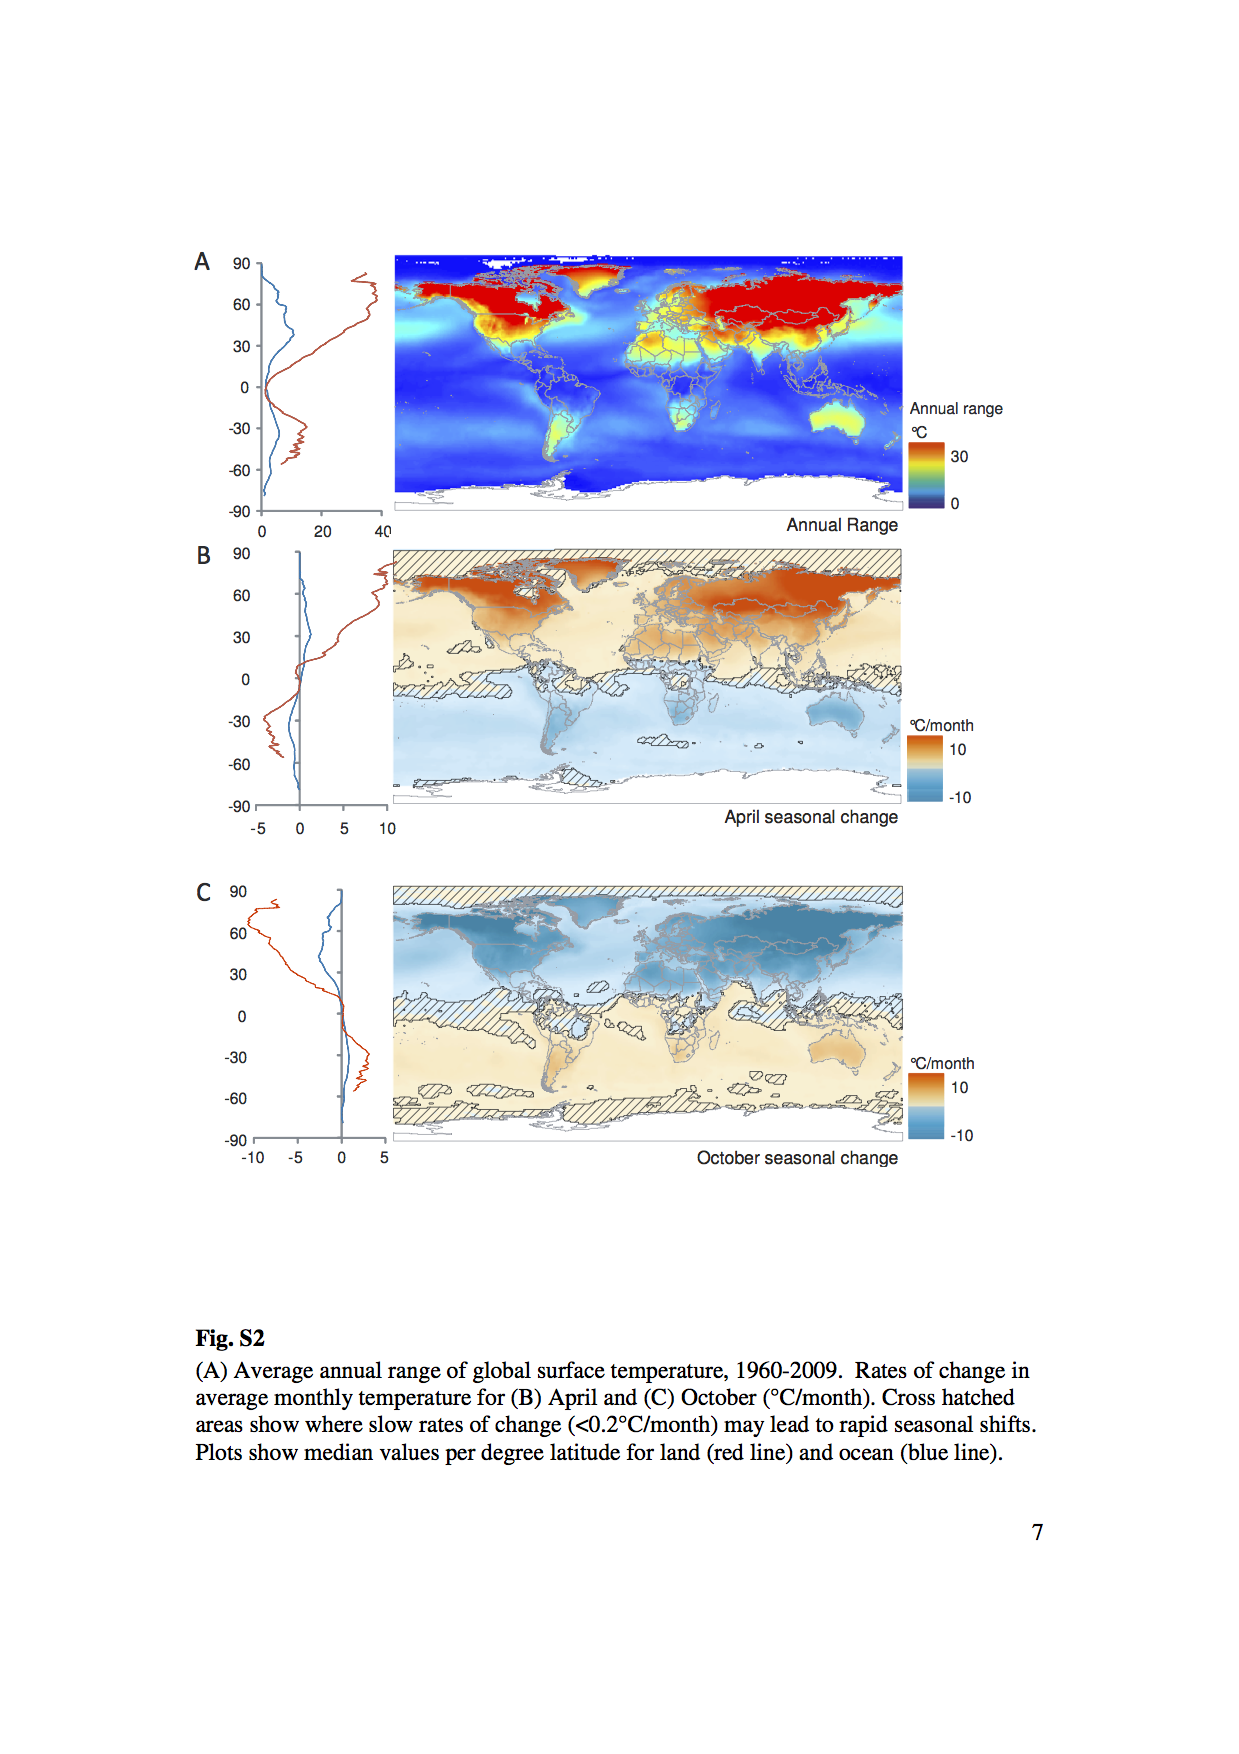 A
90
60
30
0
-30
-60
-90
0
20
40
Annual range
°C
30
0
Annual Range
B
90
60
30
0
-30
-60
-90
-5
0
5
10
°C/month
10
-10
April seasonal change
C
90
60
30
0
-30
-60
-90
-10
-5
0
5
°C/month
10
-10
October seasonal change
Fig. S2
(A) Average annual range of global surface temperature, 1960-2009. Rates of change in
average monthly temperature for (B) April and (C) October (°C/month). Cross hatched
areas show where slow rates of change (<0.2°C/month) may lead to rapid seasonal shifts.
Plots show median values per degree latitude for land (red line) and ocean (blue line).
7